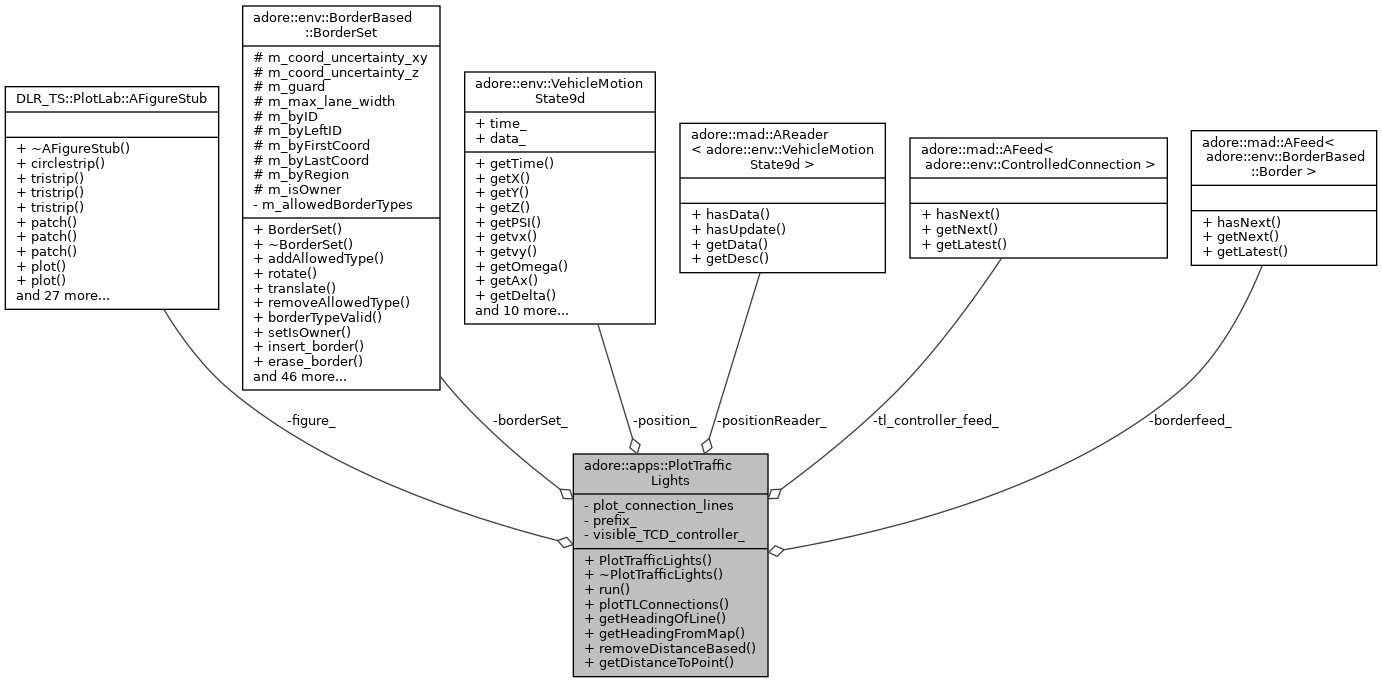 DLR_TS::PlotLab::AFigureStub
+ ~AFigureStub()
+ circlestrip()
+ tristrip()
+ tristrip()
+ tristrip()
+ patch()
+ patch()
+ patch()
+ plot()
+ plot()
and 27 more...
adore::env::BorderBased
::BorderSet
# m_coord_uncertainty_xy
# m_coord_uncertainty_z
# m_guard
# m_max_lane_width
# m_byID
# m_byLeftID
# m_byFirstCoord
# m_byLastCoord
# m_byRegion
# m_isOwner
- m_allowedBorderTypes
+ BorderSet()
+ ~BorderSet()
+ addAllowedType()
+ rotate()
+ translate()
+ removeAllowedType()
+ borderTypeValid()
+ setIsOwner()
+ insert_border()
+ erase_border()
and 46 more...
adore::env::VehicleMotion
State9d
+ time_
+ data_
+ getTime()
+ getX()
+ getY()
+ getZ()
+ getPSI()
+ getvx()
+ getvy()
+ getOmega()
+ getAx()
+ getDelta()
and 10 more...
adore::mad::AReader
< adore::env::VehicleMotion
State9d >
+ hasData()
+ hasUpdate()
+ getData()
+ getDesc()
adore::mad::AFeed<
adore::env::ControlledConnection >
+ hasNext()
+ getNext()
+ getLatest()
adore::mad::AFeed<
adore::env::BorderBased
::Border >
+ hasNext()
+ getNext()
+ getLatest()
-figure_
-borderSet_
-position_
-positionReader_
-tl_controller_feed_
-borderfeed_
adore::apps::PlotTraffic
Lights
- plot_connection_lines
- prefix_
- visible_TCD_controller_
+ PlotTrafficLights()
+ ~PlotTrafficLights()
+ run()
+ plotTLConnections()
+ getHeadingOfLine()
+ getHeadingFromMap()
+ removeDistanceBased()
+ getDistanceToPoint()